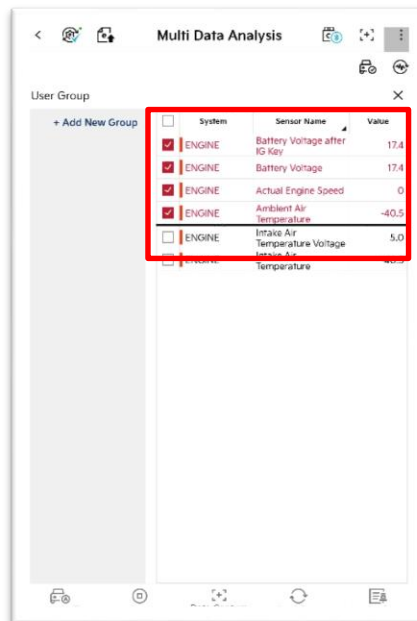 Multi Data Analysis
User Group
+ Add New Group
System Sensor Name Value
ENGINE Battery Voltage after IG Key 17.4
ENGINE Battery Voltage 17.4
ENGINE Actual Engine Speed 0
ENGINE Ambient Air Temperature -40.5
ENGINE Intake Air Temperature Voltage 5.0
ENGINE Intake Air Temperature